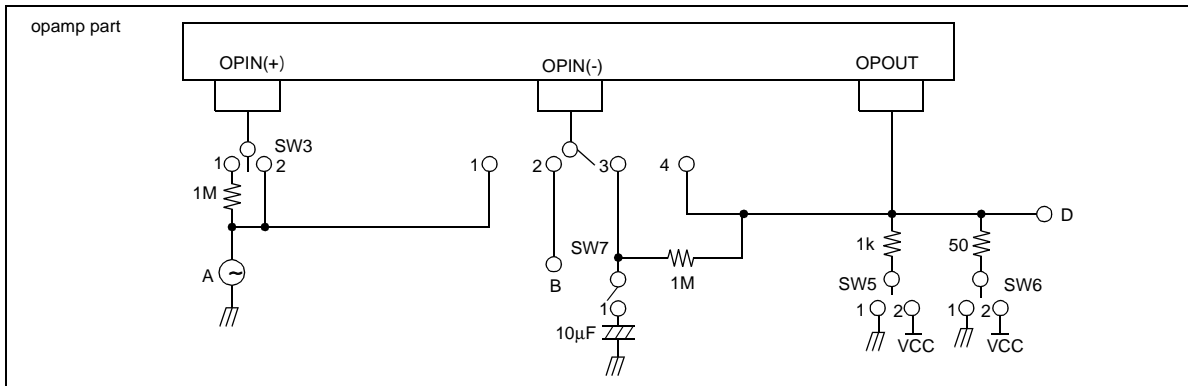 opamp part
OPIN(+)
OPIN(-)
OPOUT
SW3
1
2
1
2
3
4
1M
D
SW7
1k
50
1M
A
B
SW5
SW6
1
1
2
1
2
10μF
VCC
VCC